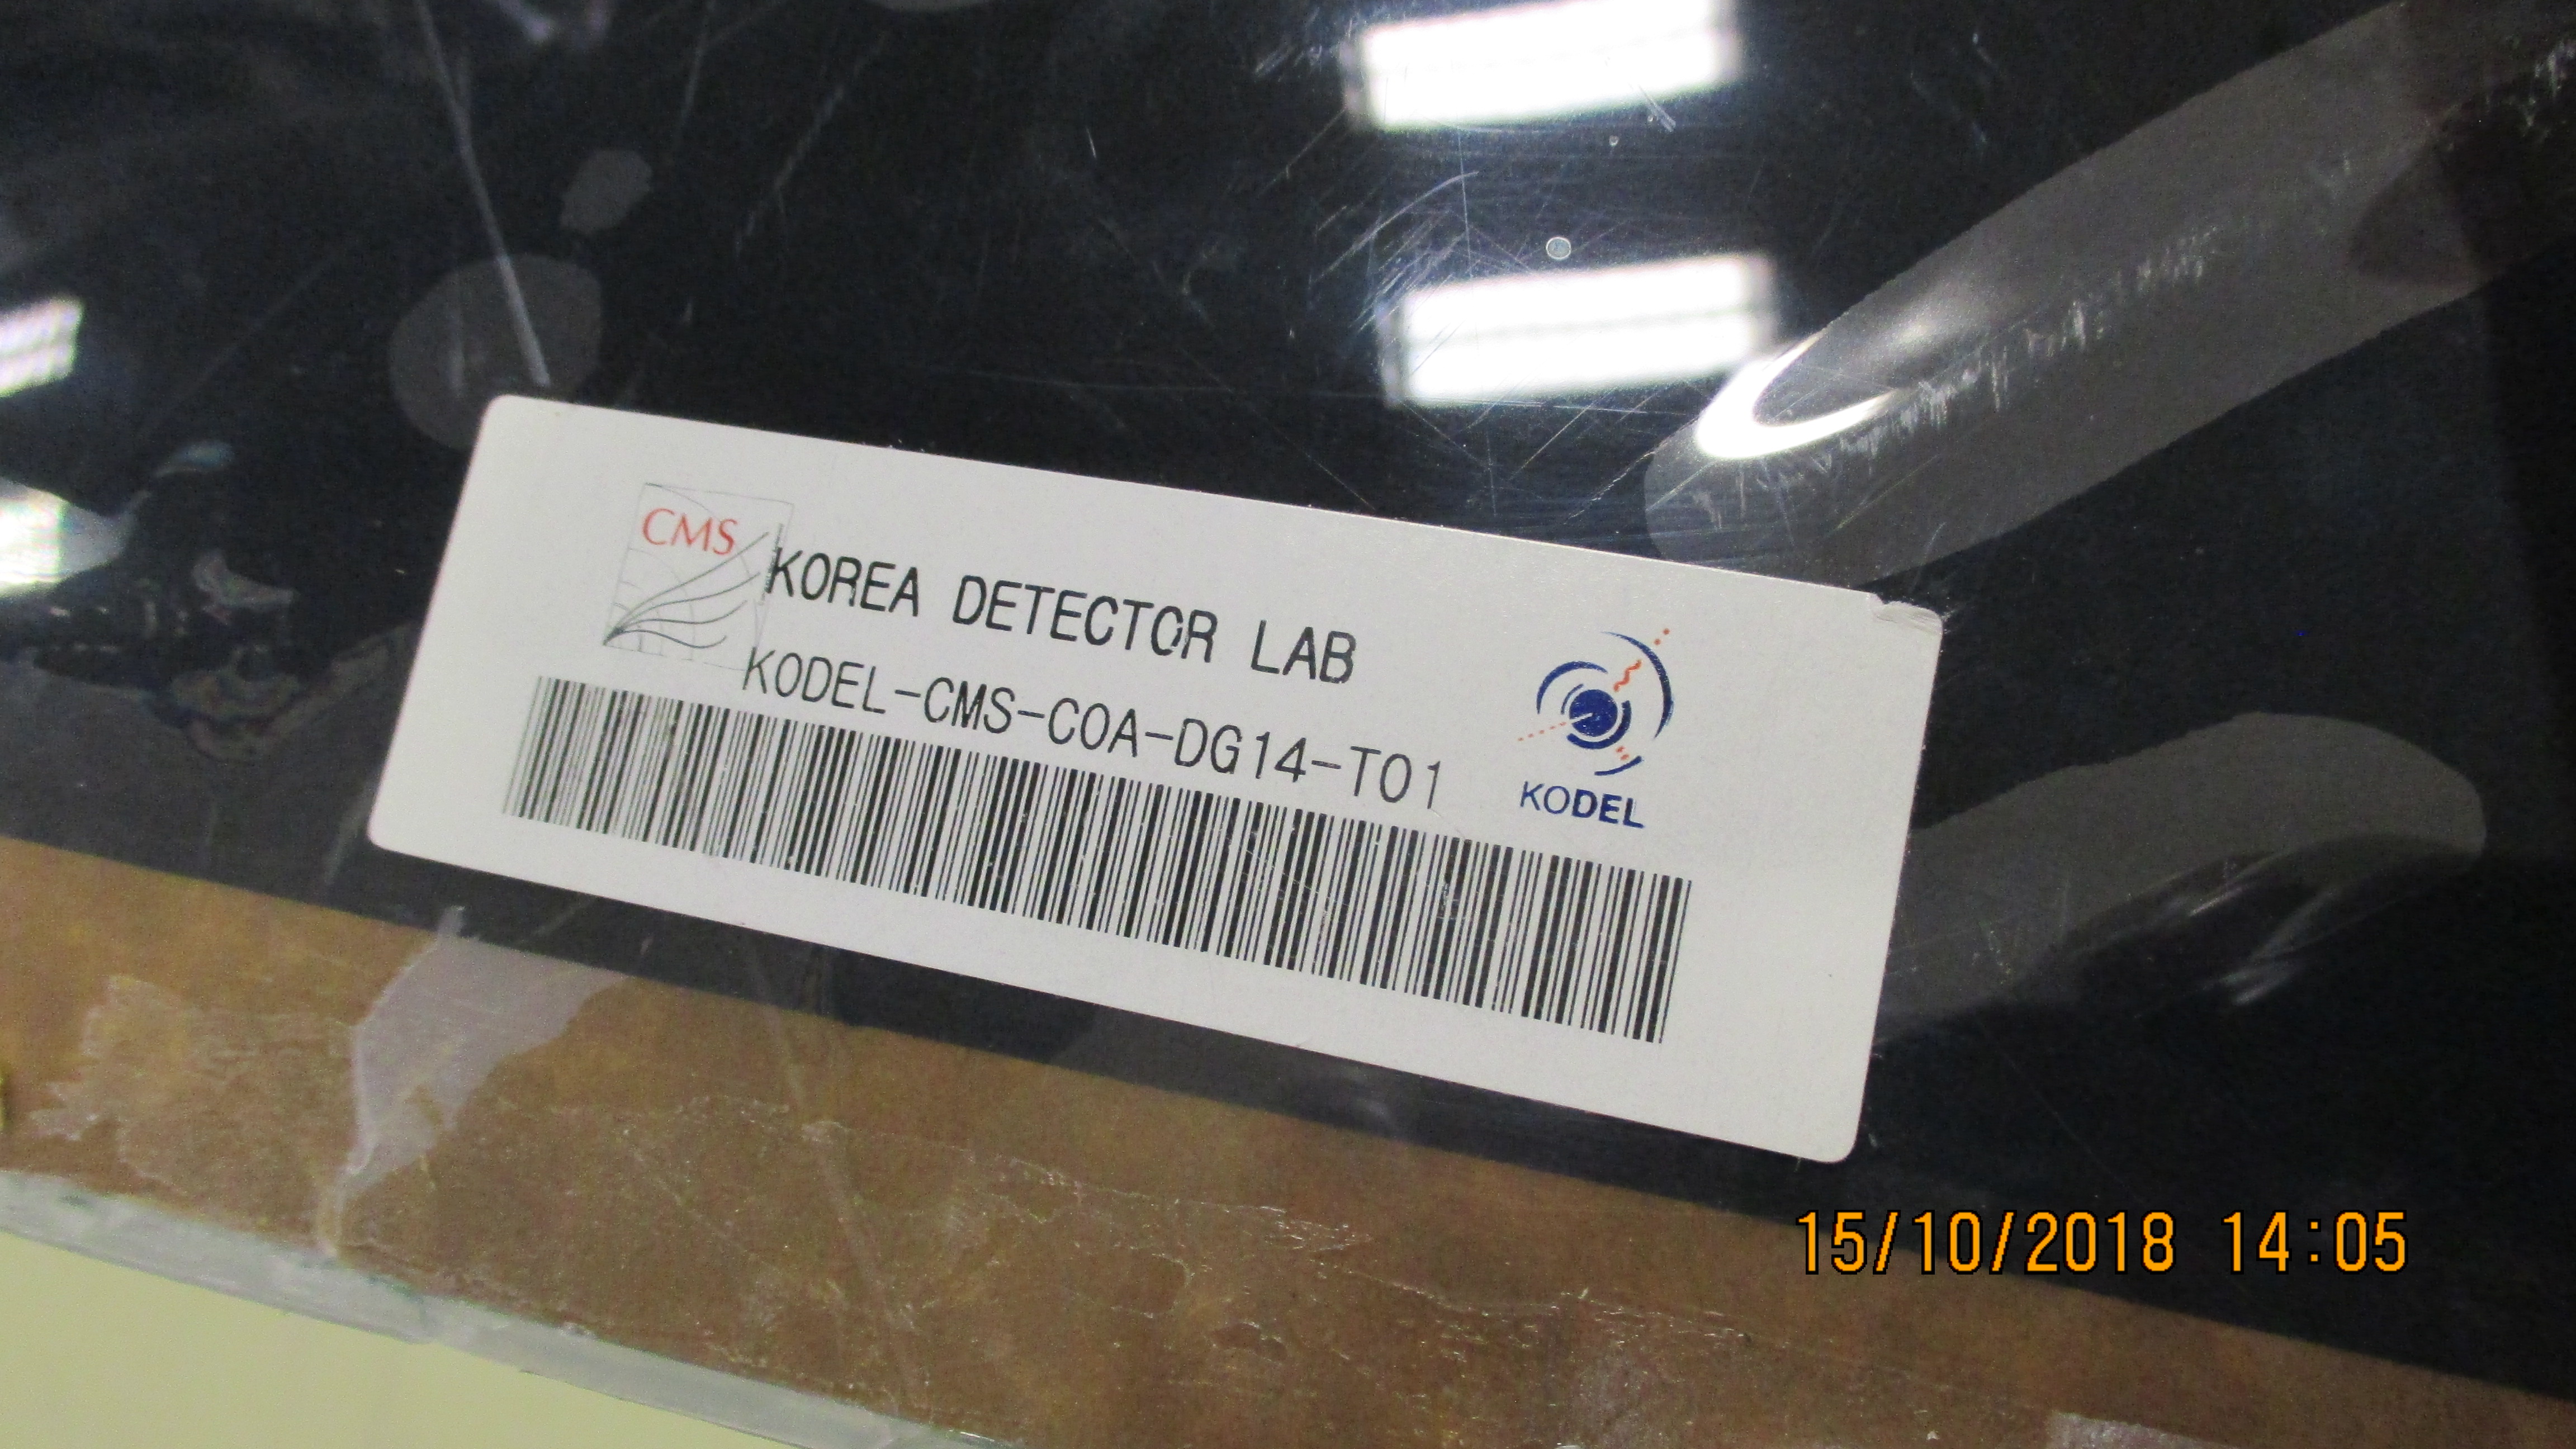 CMS
KOREA DETECTOR LAB
KODEL-CMS-COA-DG14-T01
KODEL
15/10/2018 14:05